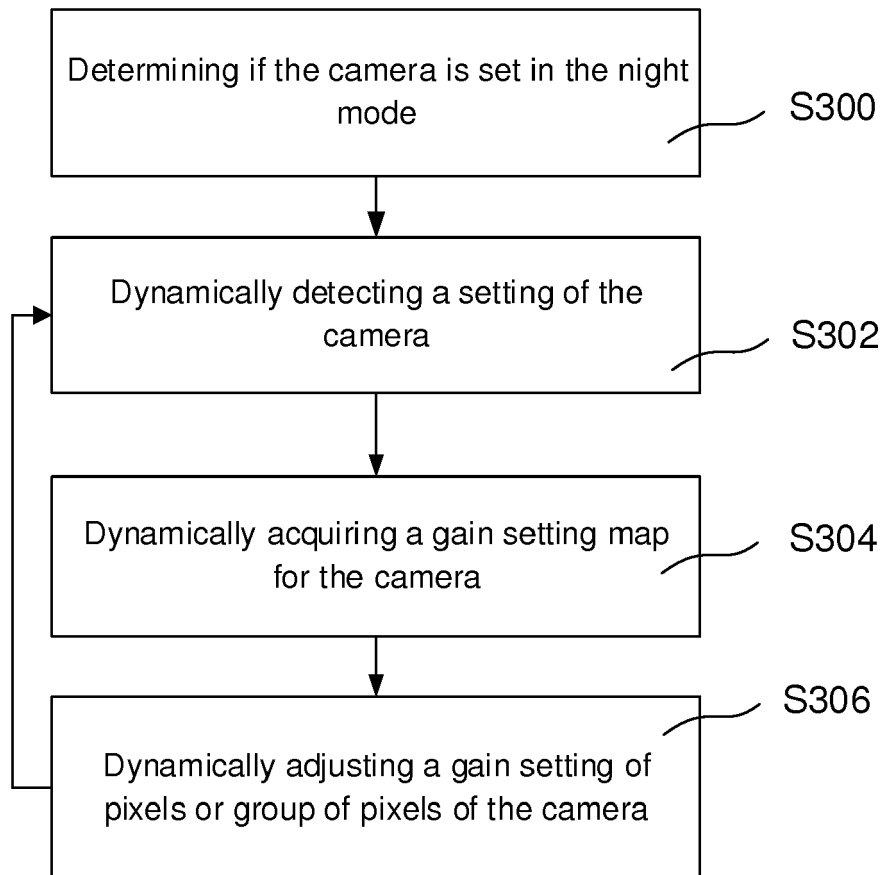 Determining if the camera is set in the night
mode
S300
Dynamically detecting a setting of the
camera
S302
Dynamically acquiring a gain setting map
for the camera
S304
S306
Dynamically adjusting a gain setting of
pixels or group of pixels of the camera